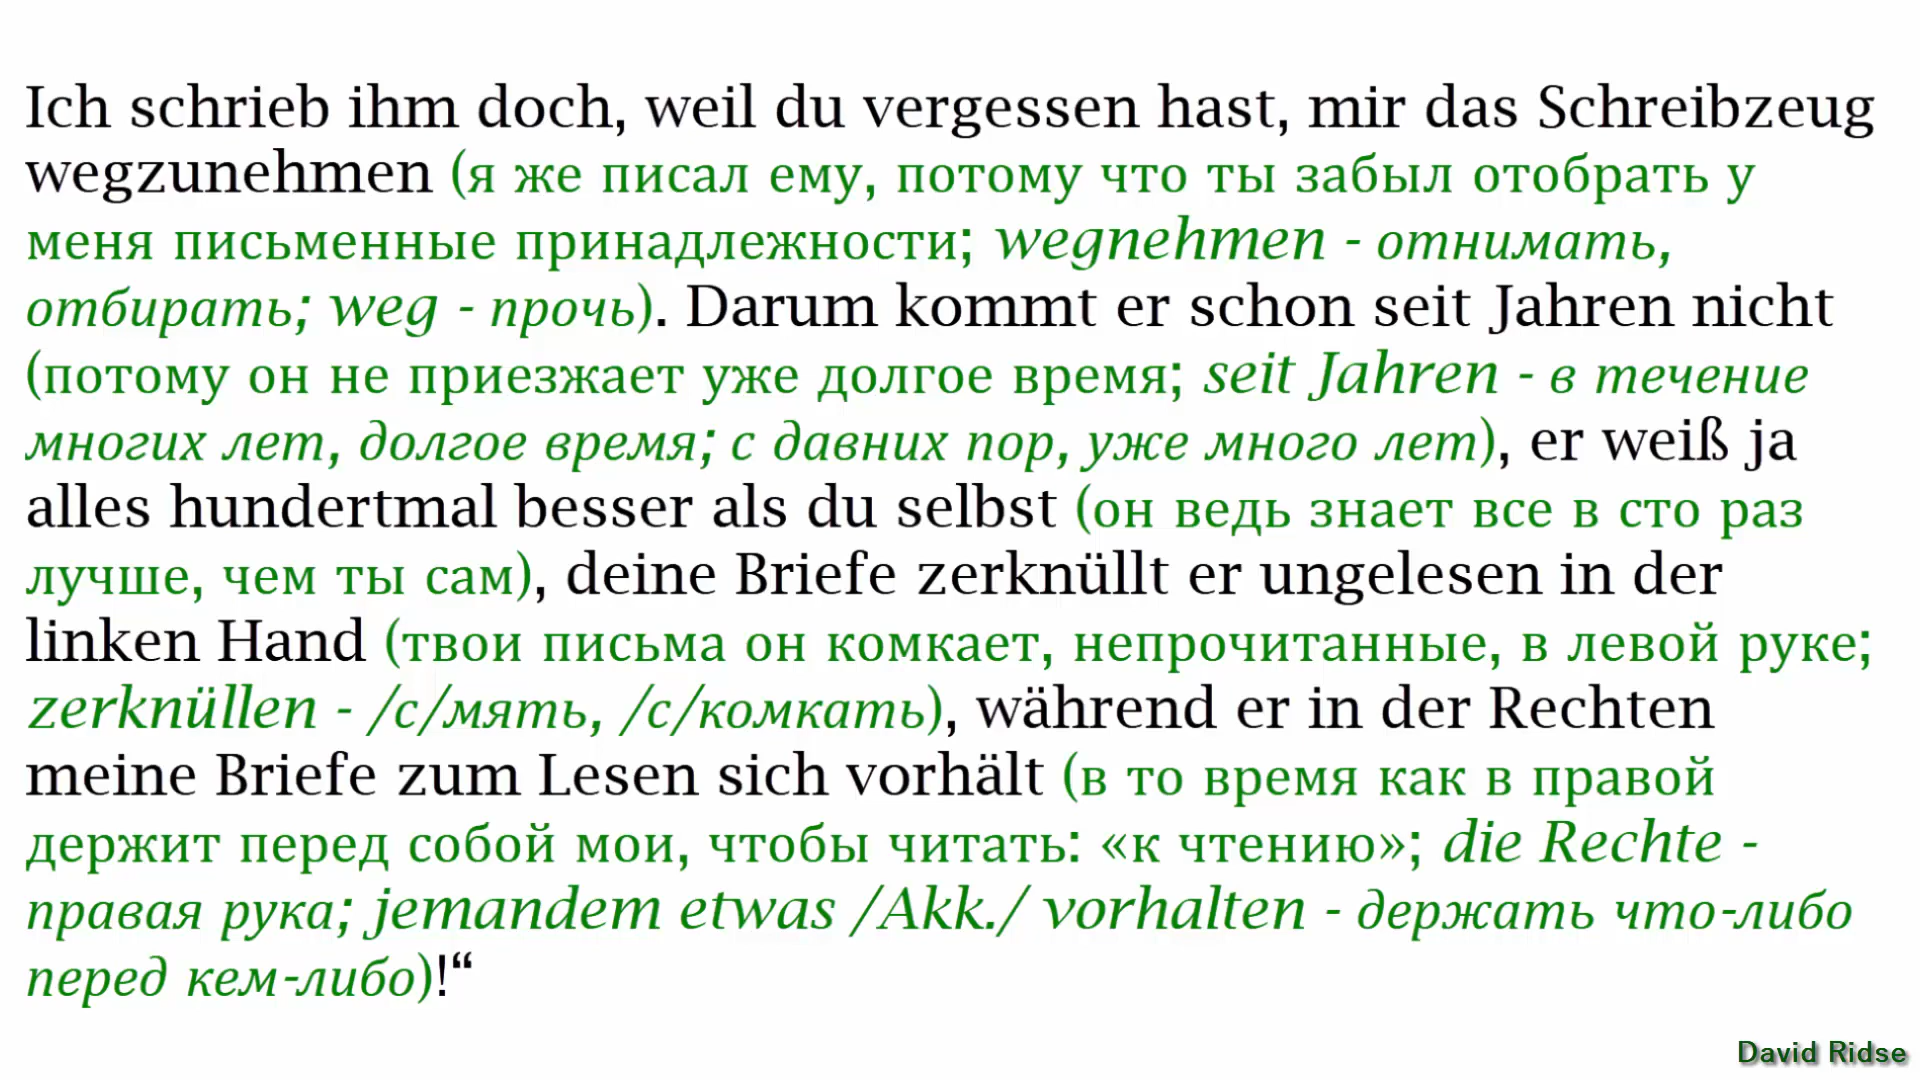 Ich schrieb ihm doch, weil du vergessen hast, mir das Schreibzeug
wegzunehmen (я же писал ему, потому что ты забыл отобрать у
меня письменные принадлежности; wegnehmen - отнимать,
отбирать; weg - прочь). Darum kommt er schon seit Jahren nicht
(потому он не приезжает уже долгое время; seit Jahren - в течение
многих лет, долгое время; с давних пор, уже много лет), er weiß ja
alles hundertmal besser als du selbst (он ведь знает все в сто раз
лучше, чем ты сам), deine Briefe zerknüllt er ungelesen in der
linken Hand (твои письма он комкает, непрочитанные, в левой руке;
zerknüllen - /с/мять, /с/комкать), während er in der Rechten
meine Briefe zum Lesen sich vorhält (в то время как в правой
держит перед собой мои, чтобы читать: «к чтению»; die Rechte -
правая рука; jemandem etwas /Akk./ vorhalten - держать что-либо
перед кем-либо)!“
David Ridse